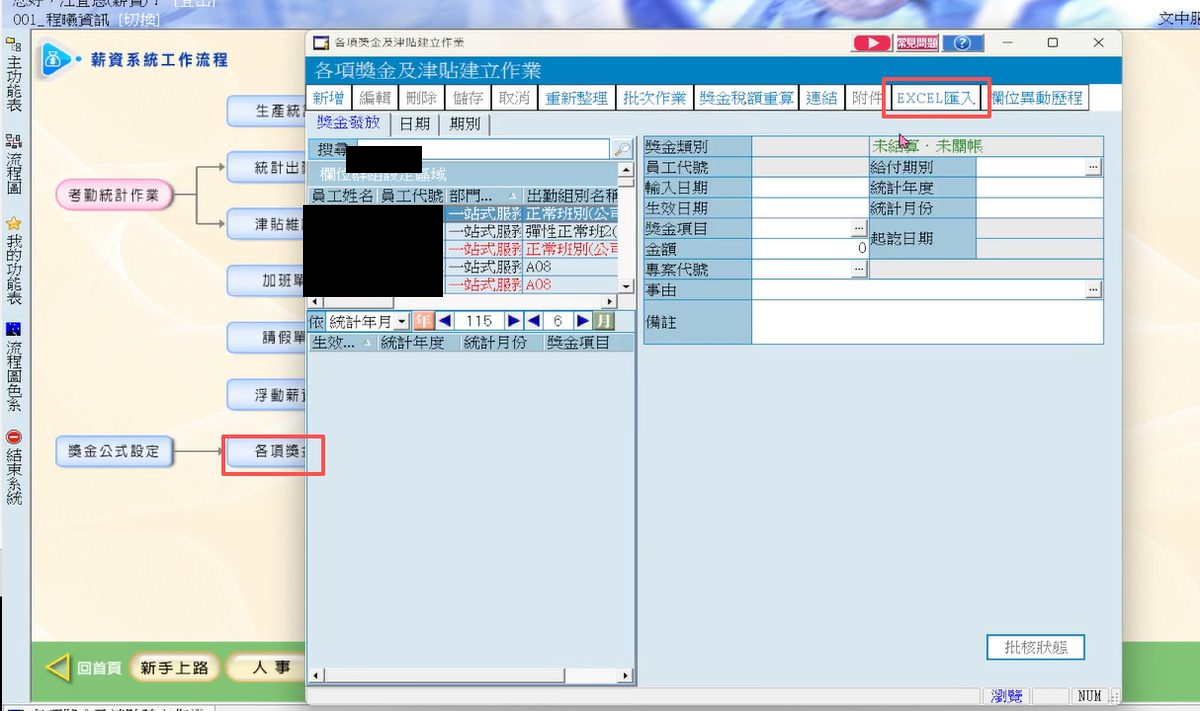 [登出]
001_程曦資訊 [切換]
文中服
主功能表
流程圖
我的功能表
流程圖色系
結束系統
薪資系統工作流程
生產統
考勤統計作業
統計出
津貼維
加班單
請假單
浮動薪
獎金公式設定
各項獎
回首頁
新手上路
人 事
各項獎金及津貼建立作業
常見問題
?
各項獎金及津貼建立作業
新增 編輯 刪除 儲存 取消 重新整理 批次作業 獎金稅額重算 連結 附件 EXCEL匯入 欄位異動歷程
獎金發放 日期 期別
搜尋
欄位群組設定區域
員工姓名 員工代號 部門... 出勤組別名稱
一站式服務 正常班別(公司
一站式服務 彈性正常班2(
一站式服務 正常班別(公司
一站式服務 A08
一站式服務 A08
依 統計年月 年 115 6 月
生效... 統計年度 統計月份 獎金項目
獎金類別 未結算‧未關帳
員工代號 給付期別 ...
輸入日期 統計年度
生效日期 統計月份
獎金項目 ... 起訖日期
金額 0
專案代號 ...
事由 ...
備註
批核狀態
瀏覽 NUM